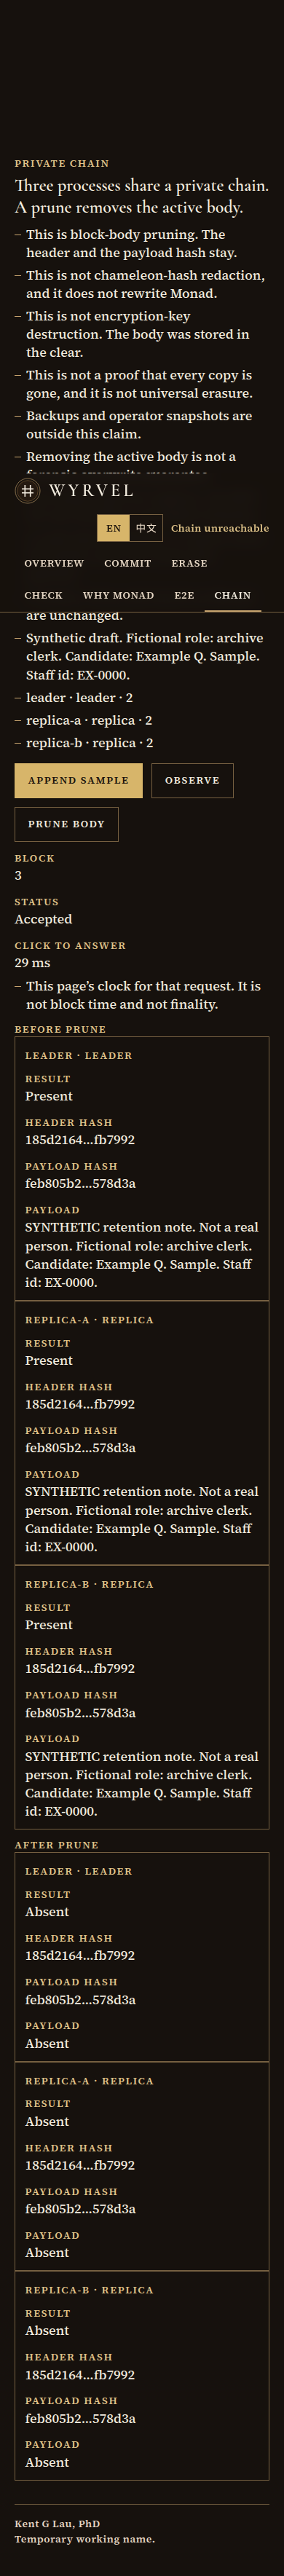 PRIVATE CHAIN
Three processes share a private chain.
A prune removes the active body.
– This is block-body pruning. The
header and the payload hash stay.
– This is not chameleon-hash redaction,
and it does not rewrite Monad.
– This is not encryption-key
destruction. The body was stored in
the clear.
– This is not a proof that every copy is
gone, and it is not universal erasure.
– Backups and operator snapshots are
outside this claim.
– Removing the active body is not a
WYRVEL
EN 中文 Chain unreachable
OVERVIEW COMMIT ERASE
CHECK WHY MONAD E2E CHAIN
are unchanged.
– Synthetic draft. Fictional role: archive
clerk. Candidate: Example Q. Sample.
Staff id: EX-0000.
– leader · leader · 2
– replica-a · replica · 2
– replica-b · replica · 2
APPEND SAMPLE OBSERVE
PRUNE BODY
BLOCK
3
STATUS
Accepted
CLICK TO ANSWER
29 ms
– This page’s clock for that request. It is
not block time and not finality.
BEFORE PRUNE
LEADER · LEADER
RESULT
Present
HEADER HASH
185d2164…fb7992
PAYLOAD HASH
feb805b2…578d3a
PAYLOAD
SYNTHETIC retention note. Not a real
person. Fictional role: archive clerk.
Candidate: Example Q. Sample. Staff
id: EX-0000.
REPLICA-A · REPLICA
RESULT
Present
HEADER HASH
185d2164…fb7992
PAYLOAD HASH
feb805b2…578d3a
PAYLOAD
SYNTHETIC retention note. Not a real
person. Fictional role: archive clerk.
Candidate: Example Q. Sample. Staff
id: EX-0000.
REPLICA-B · REPLICA
RESULT
Present
HEADER HASH
185d2164…fb7992
PAYLOAD HASH
feb805b2…578d3a
PAYLOAD
SYNTHETIC retention note. Not a real
person. Fictional role: archive clerk.
Candidate: Example Q. Sample. Staff
id: EX-0000.
AFTER PRUNE
LEADER · LEADER
RESULT
Absent
HEADER HASH
185d2164…fb7992
PAYLOAD HASH
feb805b2…578d3a
PAYLOAD
Absent
REPLICA-A · REPLICA
RESULT
Absent
HEADER HASH
185d2164…fb7992
PAYLOAD HASH
feb805b2…578d3a
PAYLOAD
Absent
REPLICA-B · REPLICA
RESULT
Absent
HEADER HASH
185d2164…fb7992
PAYLOAD HASH
feb805b2…578d3a
PAYLOAD
Absent
Kent G Lau, PhD
Temporary working name.